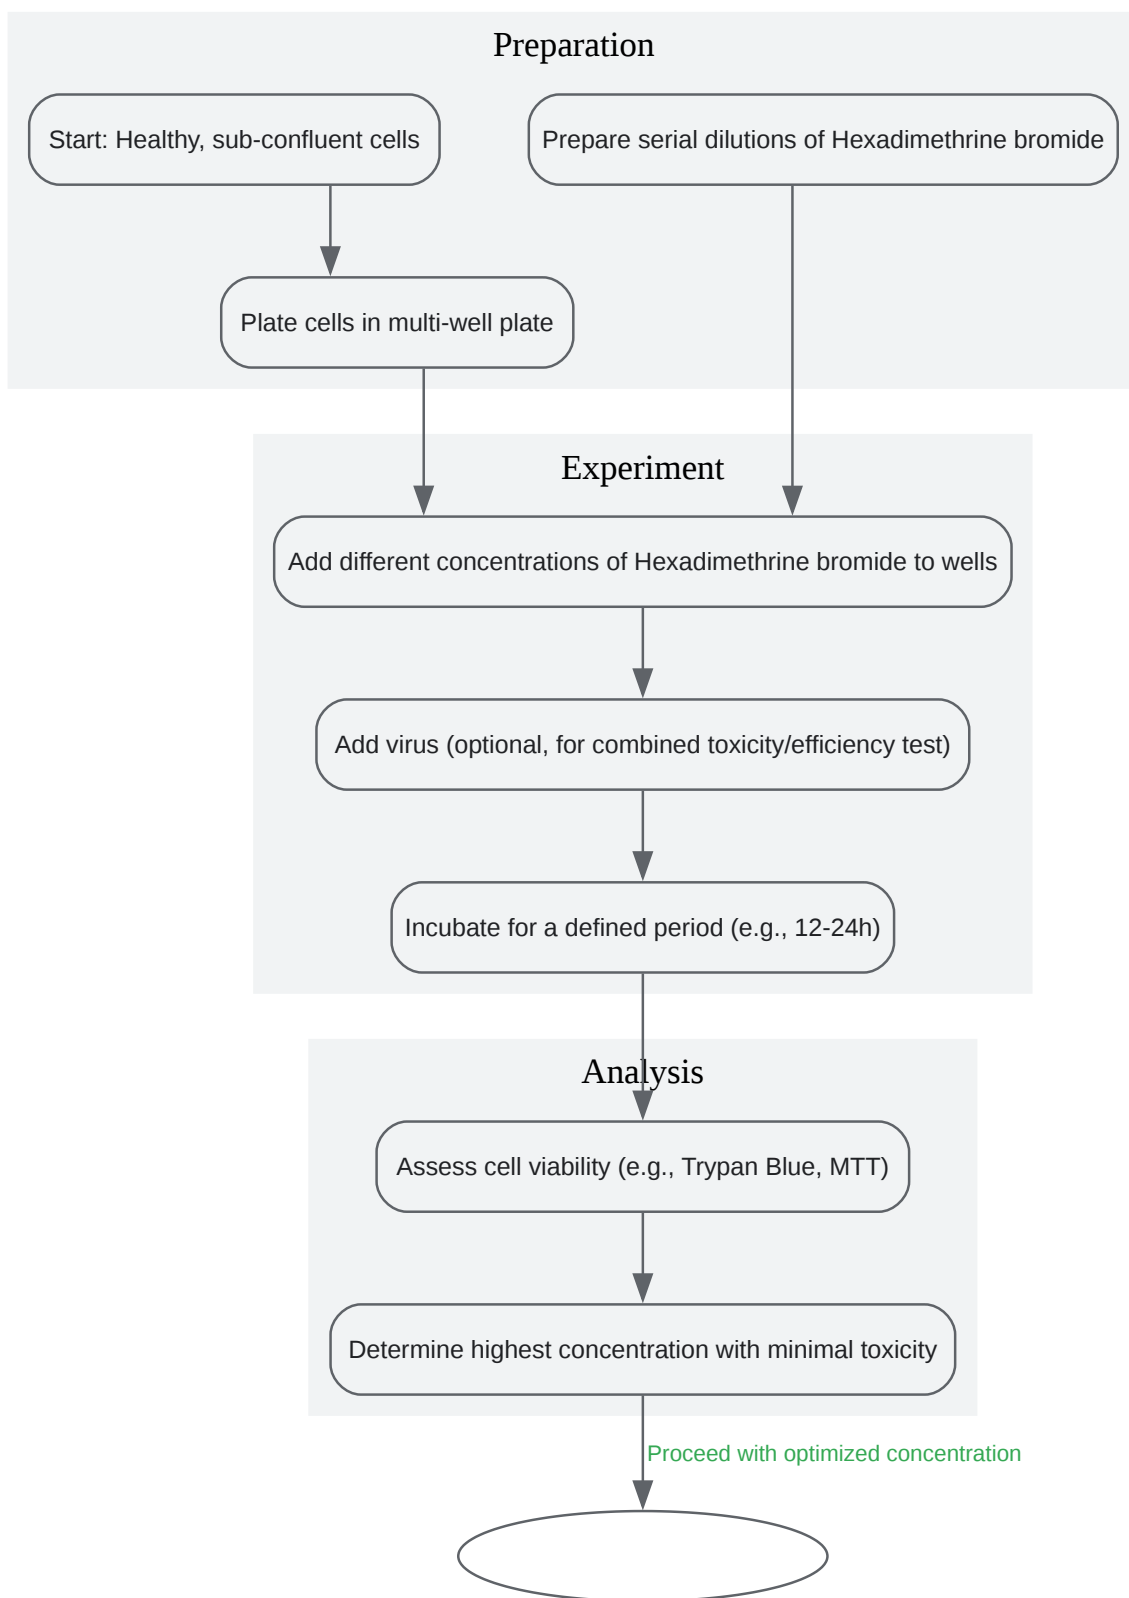 Preparation
Start: Healthy, sub-confluent cells
Prepare serial dilutions of Hexadimethrine bromide
Plate cells in multi-well plate
Experiment
Add different concentrations of Hexadimethrine bromide to wells
Add virus (optional, for combined toxicity/efficiency test)
Incubate for a defined period (e.g., 12-24h)
Analysis
Assess cell viability (e.g., Trypan Blue, MTT)
Determine highest concentration with minimal toxicity
Proceed with optimized concentration